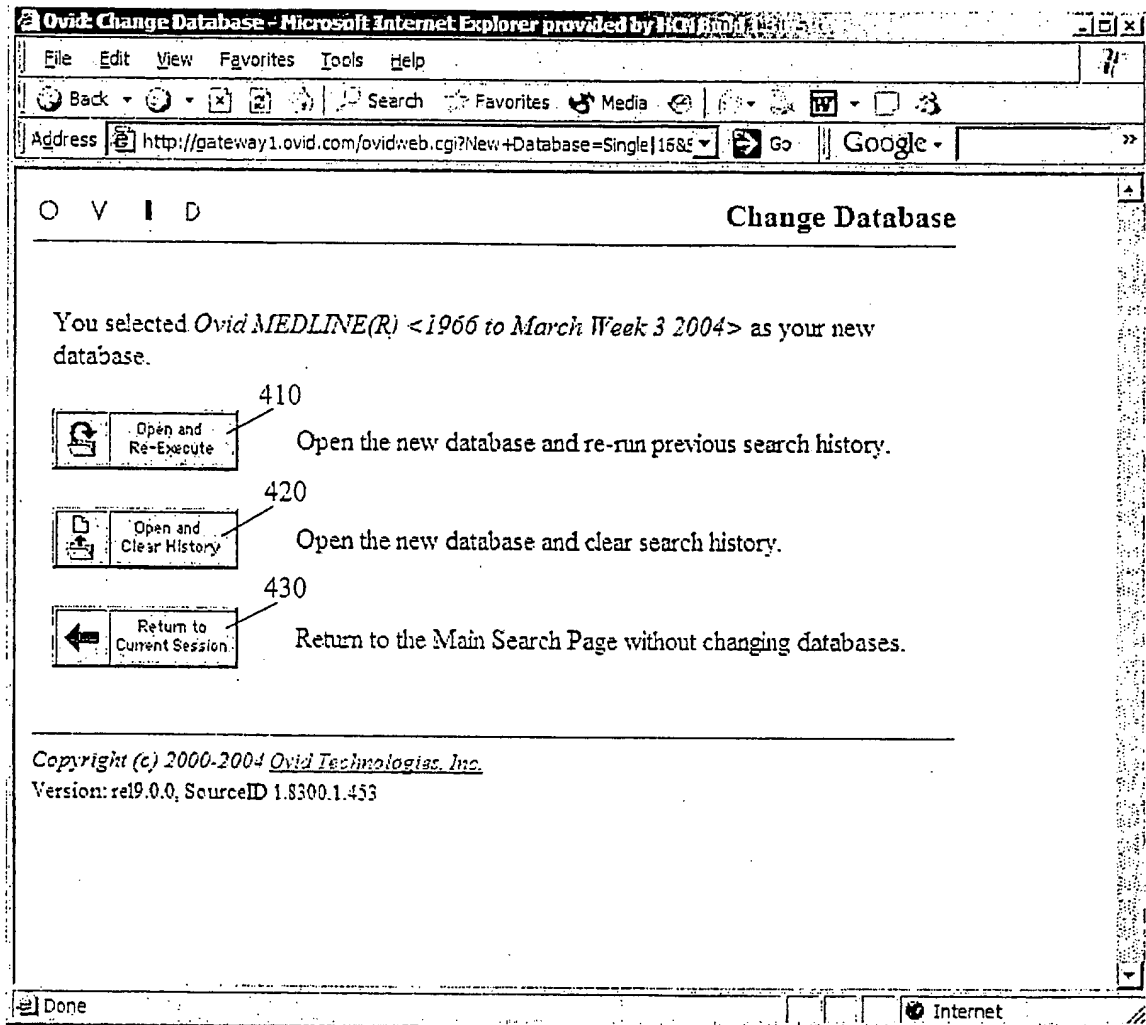 Ovid: Change Database - Microsoft Internet Explorer provided by
File Edit View Favorites Tools Help
Back Search Favorites Media
Address http://gateway1.ovid.com/ovidweb.cgi?New+Database=Single|16&S Go Google
O V I D Change Database
You selected Ovid MEDLINE(R) <1966 to March Week 3 2004> as your new
database.
410
Open and
Re-Execute
Open the new database and re-run previous search history.
420
Open and
Clear History
Open the new database and clear search history.
430
Return to
Current Session
Return to the Main Search Page without changing databases.
Copyright (c) 2000-2004 Ovid Technologies, Inc.
Version: rel9.0.0, SourceID 1.8300.1.453
Done Internet